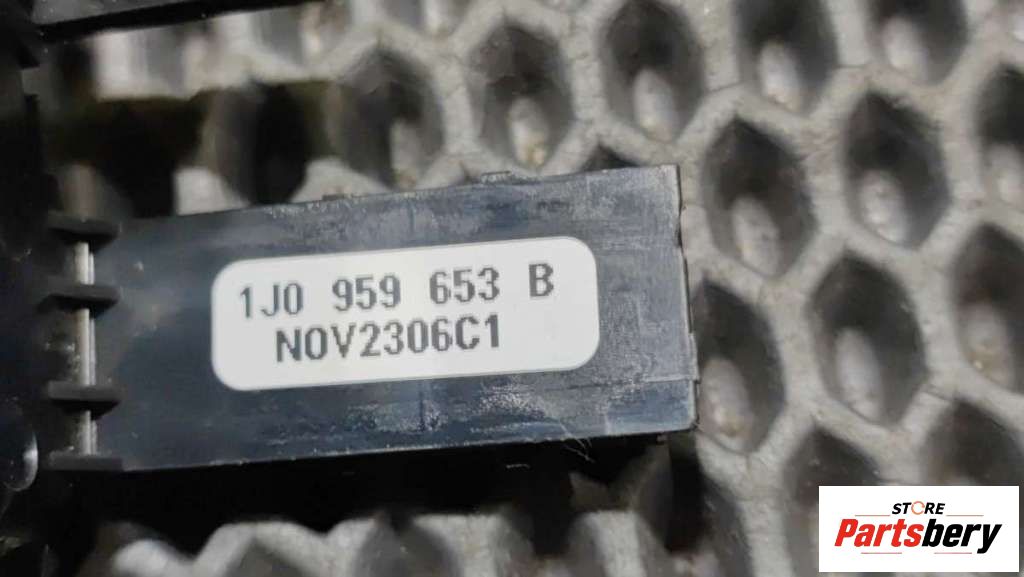 1J0 959 653 B
NOV2306C1
STORE
Partsbery